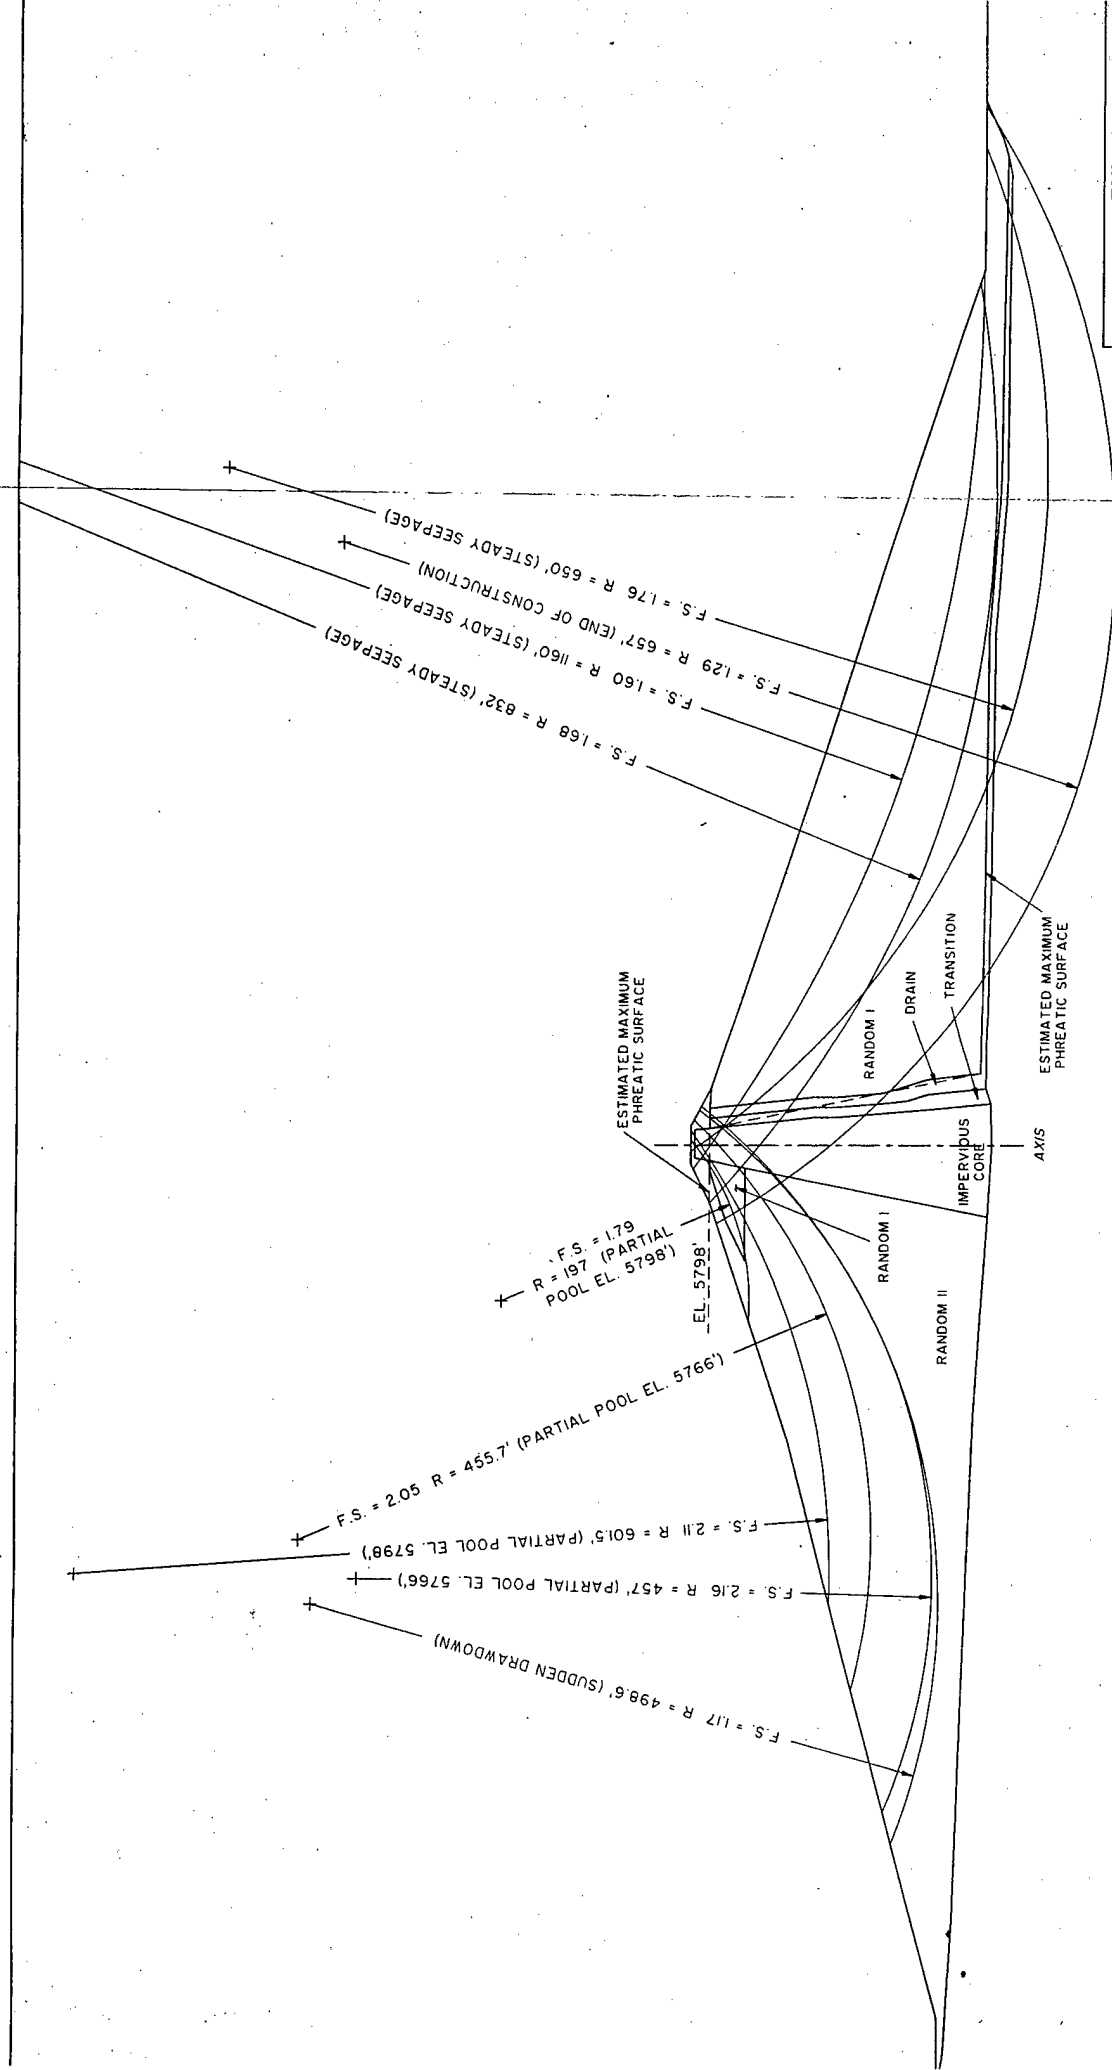 F.S. = 1.76 R = 650' (STEADY SEEPAGE)
F.S. = 1.29 R = 657' (END OF CONSTRUCTION)
F.S. = 1.60 R = 1160' (STEADY SEEPAGE)
F.S. = 1.68 R = 832' (STEADY SEEPAGE)
ESTIMATED MAXIMUM
PHREATIC SURFACE
F.S. = 1.79
R = 197 (PARTIAL
POOL EL. 5798')
EL. 5798'
F.S. = 2.05 R = 455.7' (PARTIAL POOL EL. 5766')
F.S. = 2.11 R = 601.5' (PARTIAL POOL EL. 5798')
F.S. = 2.16 R = 457' (PARTIAL POOL EL. 5766')
F.S. = 1.17 R = 498.6' (SUDDEN DRAWDOWN)
RANDOM I
DRAIN
TRANSITION
ESTIMATED MAXIMUM
PHREATIC SURFACE
IMPERVIOUS
CORE
AXIS
RANDOM I
RANDOM II